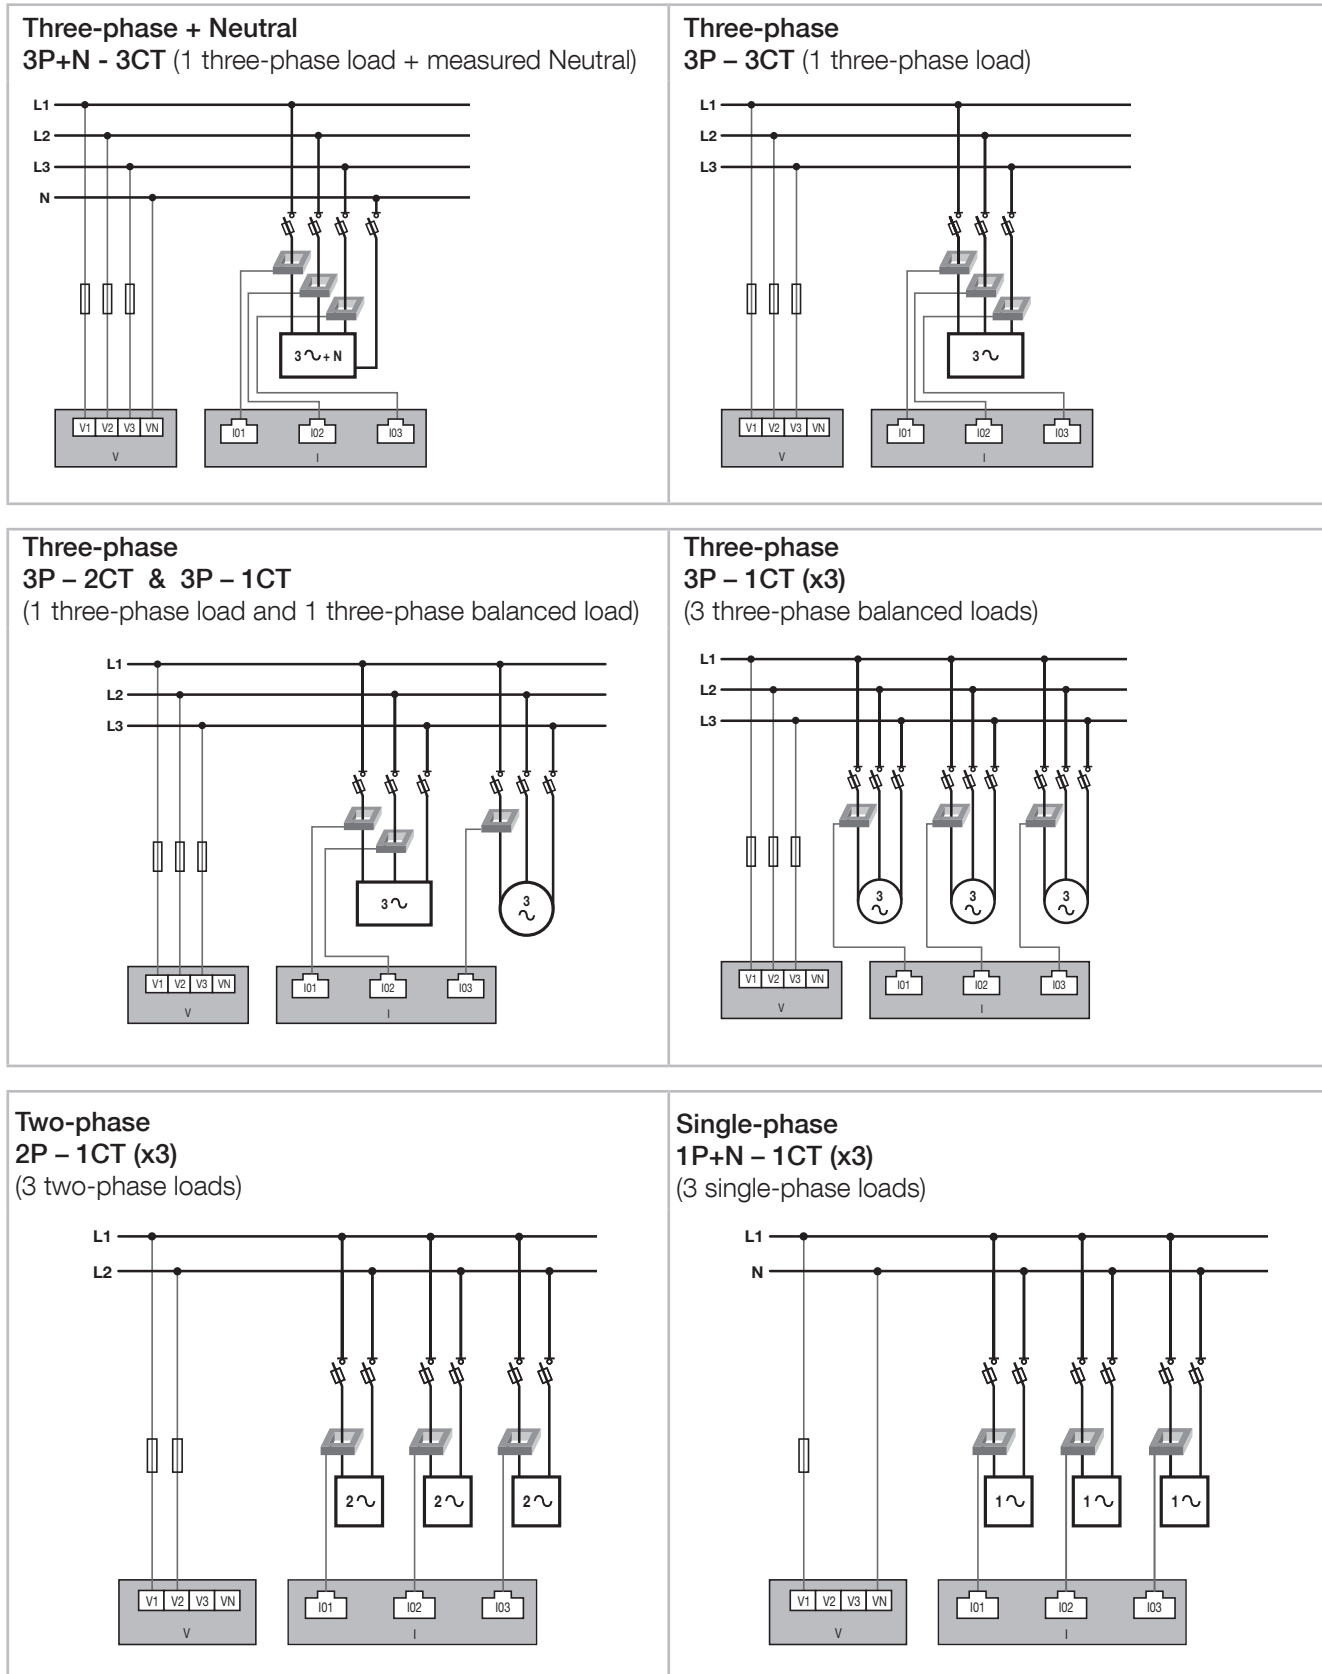 Three-phase + Neutral
3P+N - 3CT (1 three-phase load + measured Neutral)
L1
L2
L3
N
3 + N
V1 V2 V3 VN
V
I01 I02 I03
I
Three-phase
3P – 3CT (1 three-phase load)
L1
L2
L3
3
V1 V2 V3 VN
V
I01 I02 I03
I
Three-phase
3P – 2CT & 3P – 1CT
(1 three-phase load and 1 three-phase balanced load)
L1
L2
L3
3
3
V1 V2 V3 VN
V
I01 I02 I03
I
Three-phase
3P – 1CT (x3)
(3 three-phase balanced loads)
L1
L2
L3
3 3 3
V1 V2 V3 VN
V
I01 I02 I03
I
Two-phase
2P – 1CT (x3)
(3 two-phase loads)
L1
L2
2 2 2
V1 V2 V3 VN
V
I01 I02 I03
I
Single-phase
1P+N – 1CT (x3)
(3 single-phase loads)
L1
N
1 1 1
V1 V2 V3 VN
V
I01 I02 I03
I